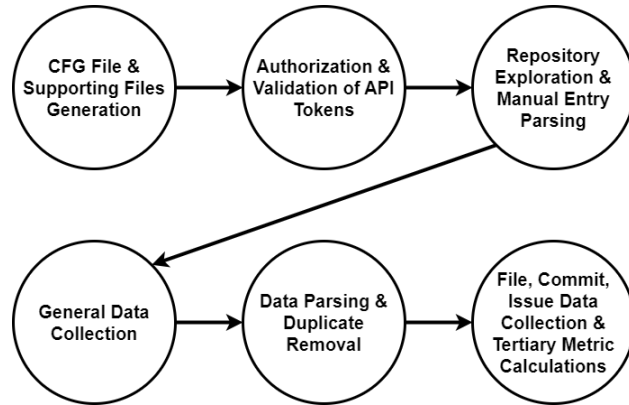 CFG File &
Supporting Files
Generation
Authorization &
Validation of API
Tokens
Repository
Exploration &
Manual Entry
Parsing
General Data
Collection
Data Parsing &
Duplicate
Removal
File, Commit,
Issue Data
Collection &
Tertiary Metric
Calculations